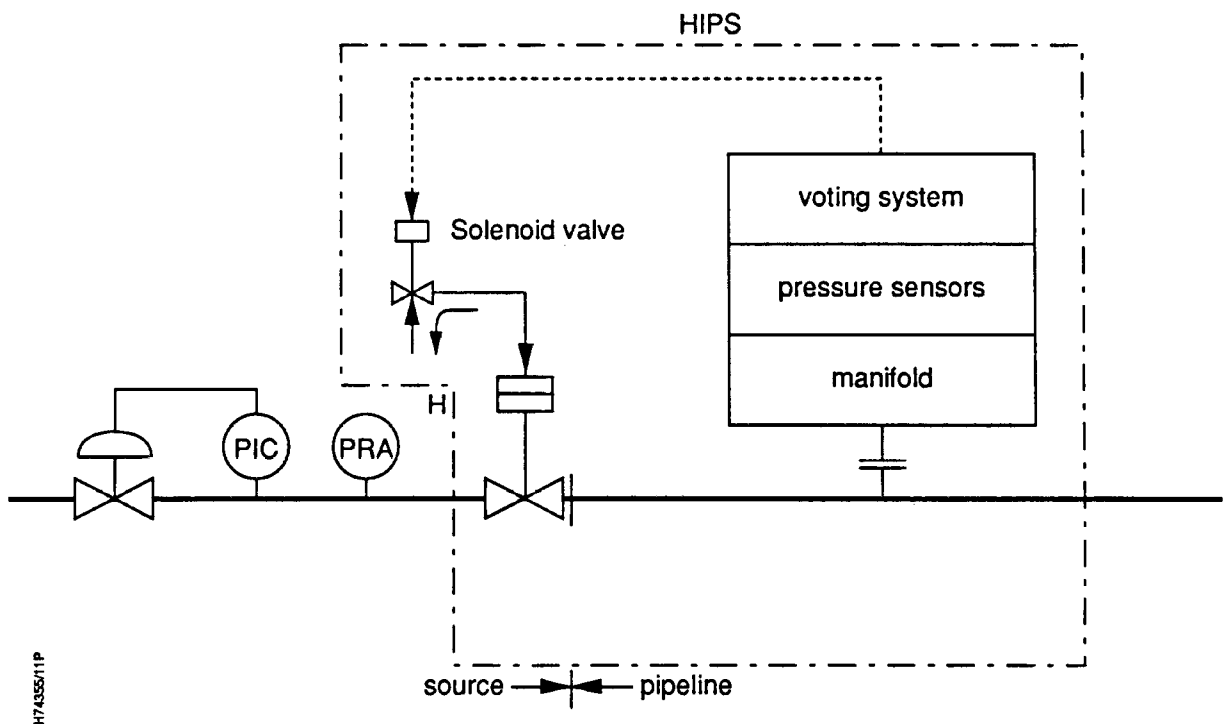 HIPS
voting system
Solenoid valve
pressure sensors
manifold
H
PIC
PRA
source
pipeline
H74355/11P